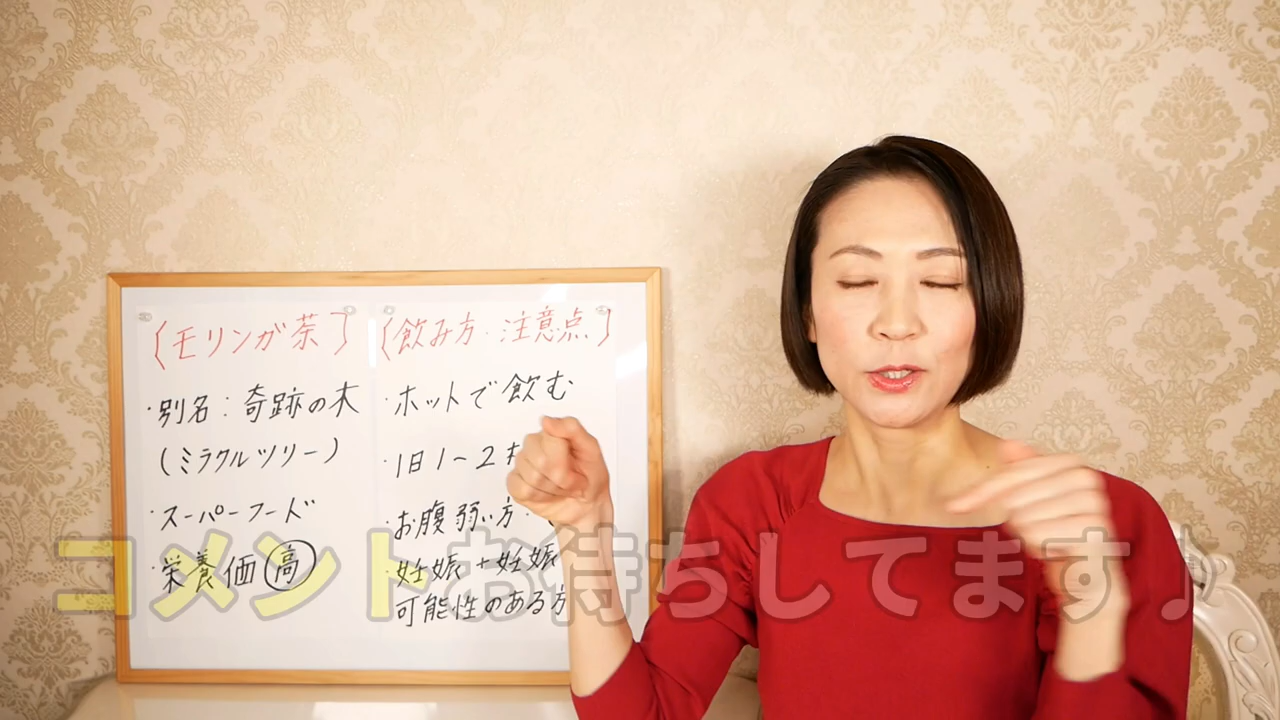 〔モリンガ茶〕
・別名：奇跡の木
（ミラクルツリー）
・スーパーフード
・栄養価高
〔飲み方・注意点〕
・ホットで飲む
・1日1〜2
・お腹弱い方・
・妊娠+妊娠
可能性のある方
コメントお待ちしてます♪